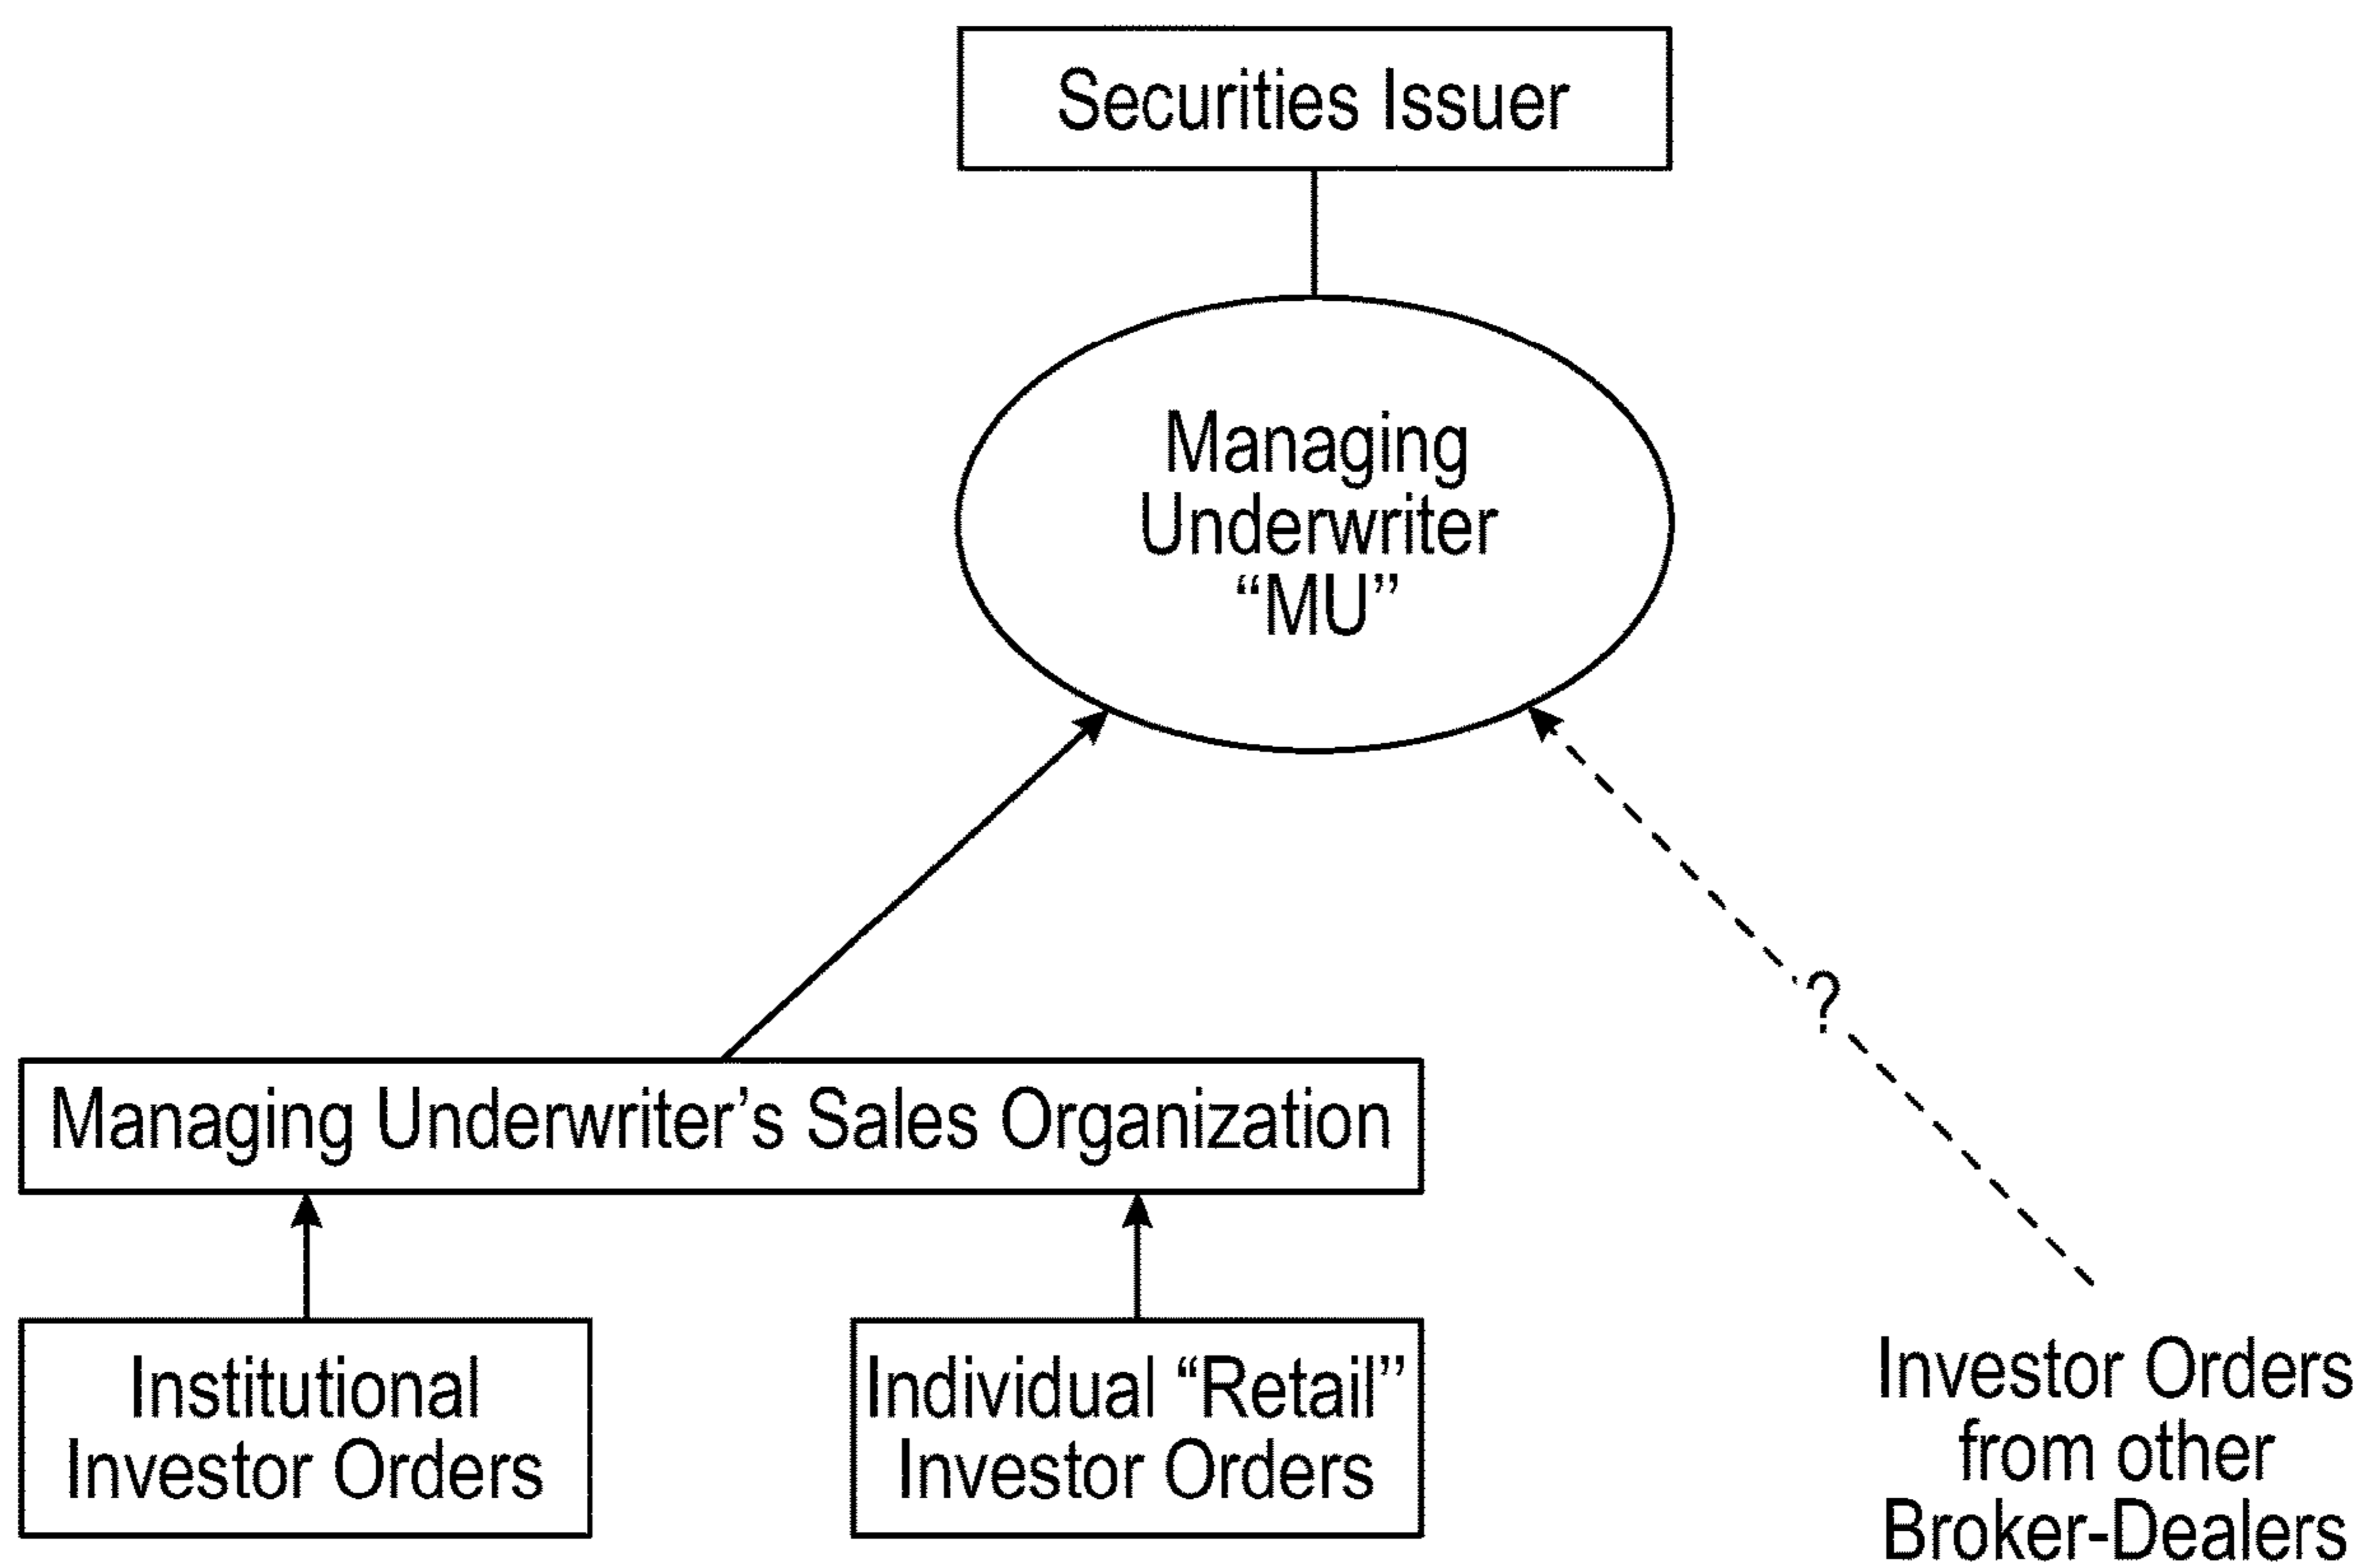 Securities Issuer
Managing
Underwriter
“MU”
?
Managing Underwriter’s Sales Organization
Institutional
Investor Orders
Individual “Retail”
Investor Orders
Investor Orders
from other
Broker-Dealers